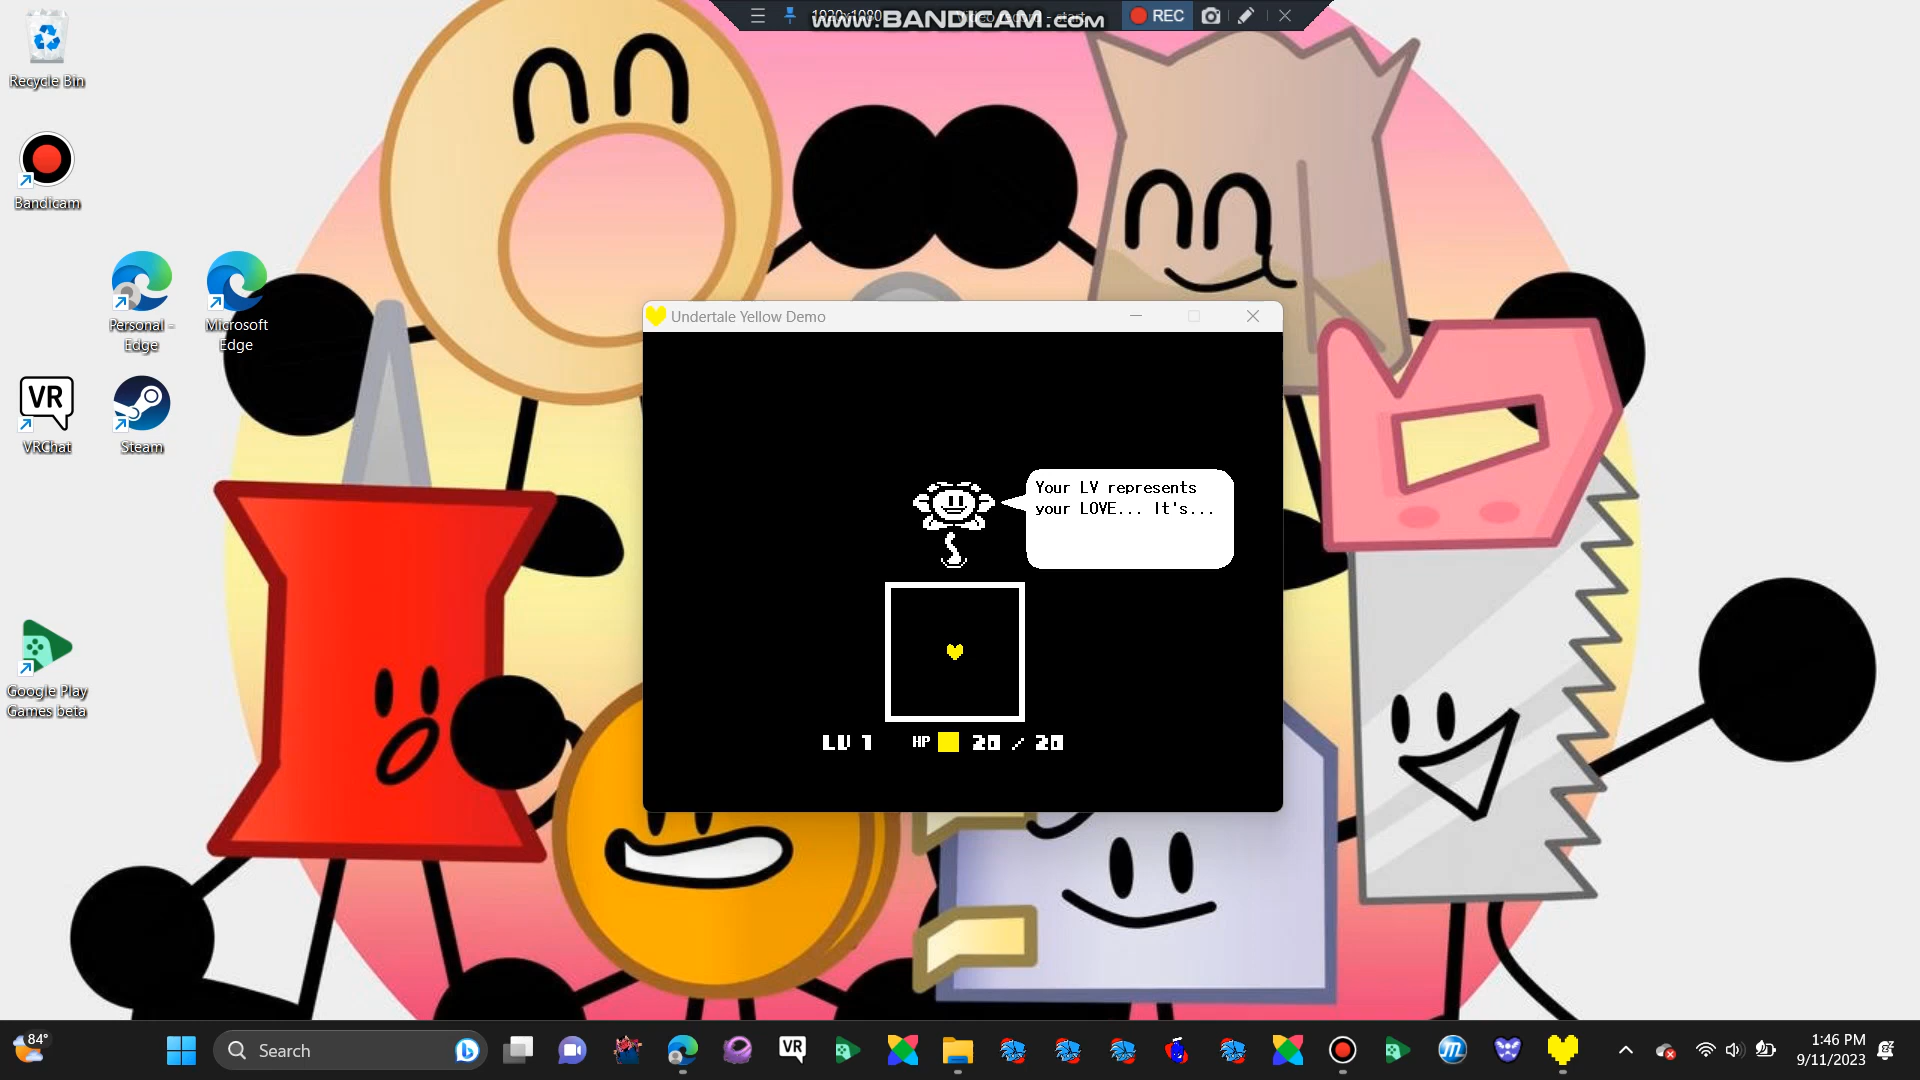 1920x1080
www.BANDICAM.com
REC
Recycle Bin
Bandicam
Personal -
Edge
Microsoft
Edge
VRChat
VR
Steam
Google Play
Games beta
Undertale Yellow Demo
Your LV represents
your LOVE... It's...
LV 1 HP 20 / 20
84°
Search
VR
1:46 PM
9/11/2023